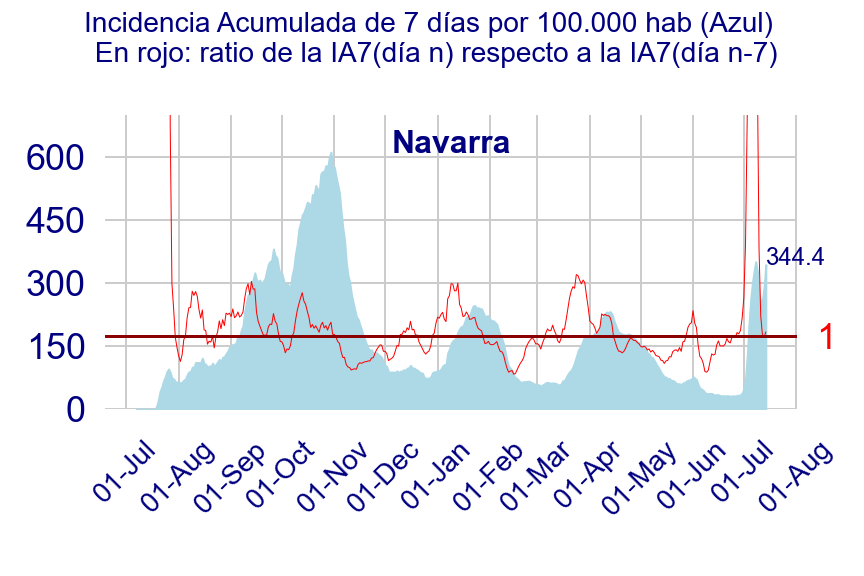 Incidencia Acumulada de 7 días por 100.000 hab (Azul)
En rojo: ratio de la IA7(día n) respecto a la IA7(día n-7)
Navarra
600
450
300
150
0
344.4
1
01-Jul
01-Aug
01-Sep
01-Oct
01-Nov
01-Dec
01-Jan
01-Feb
01-Mar
01-Apr
01-May
01-Jun
01-Jul
01-Aug